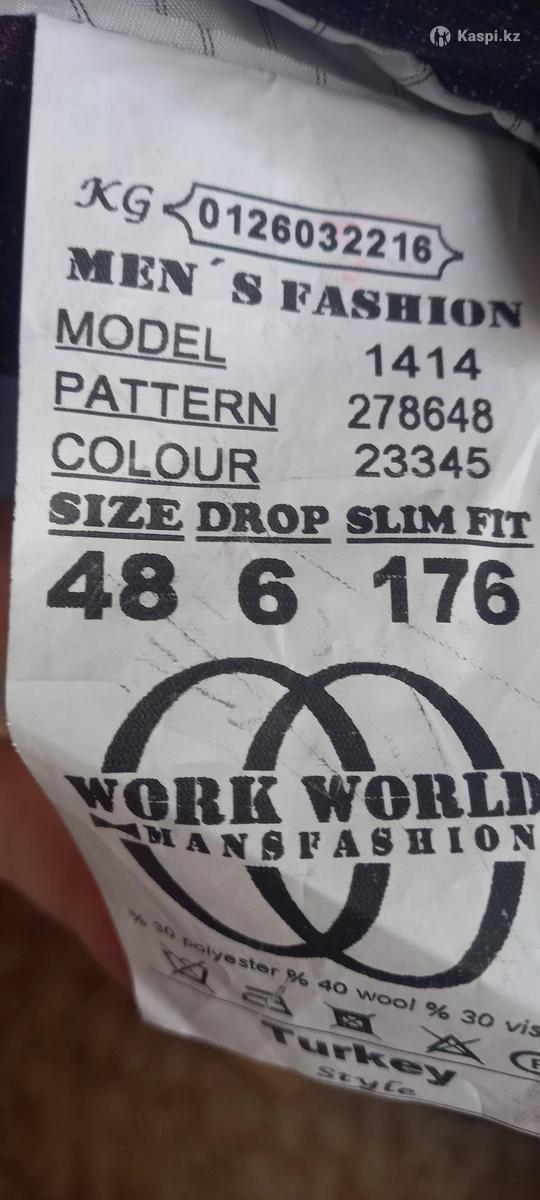 Kaspi.kz
KG 0126032216
MEN´S FASHION
MODEL 1414
PATTERN 278648
COLOUR 23345
SIZE DROP SLIM FIT
48 6 176
WORK WORLD
MANSFASHION
% 30 polyester % 40 wool % 30 vis
Turkey
Style